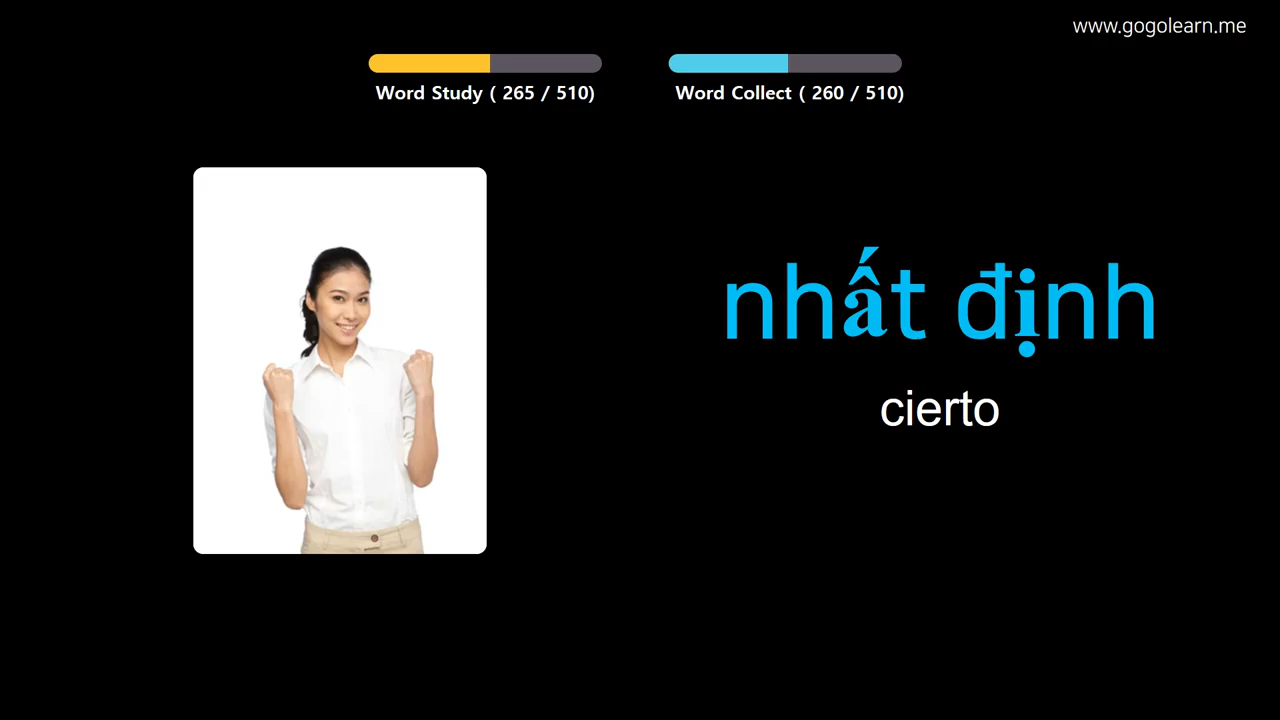 www.gogolearn.me
Word Study ( 265 / 510)
Word Collect ( 260 / 510)
nhất định
cierto